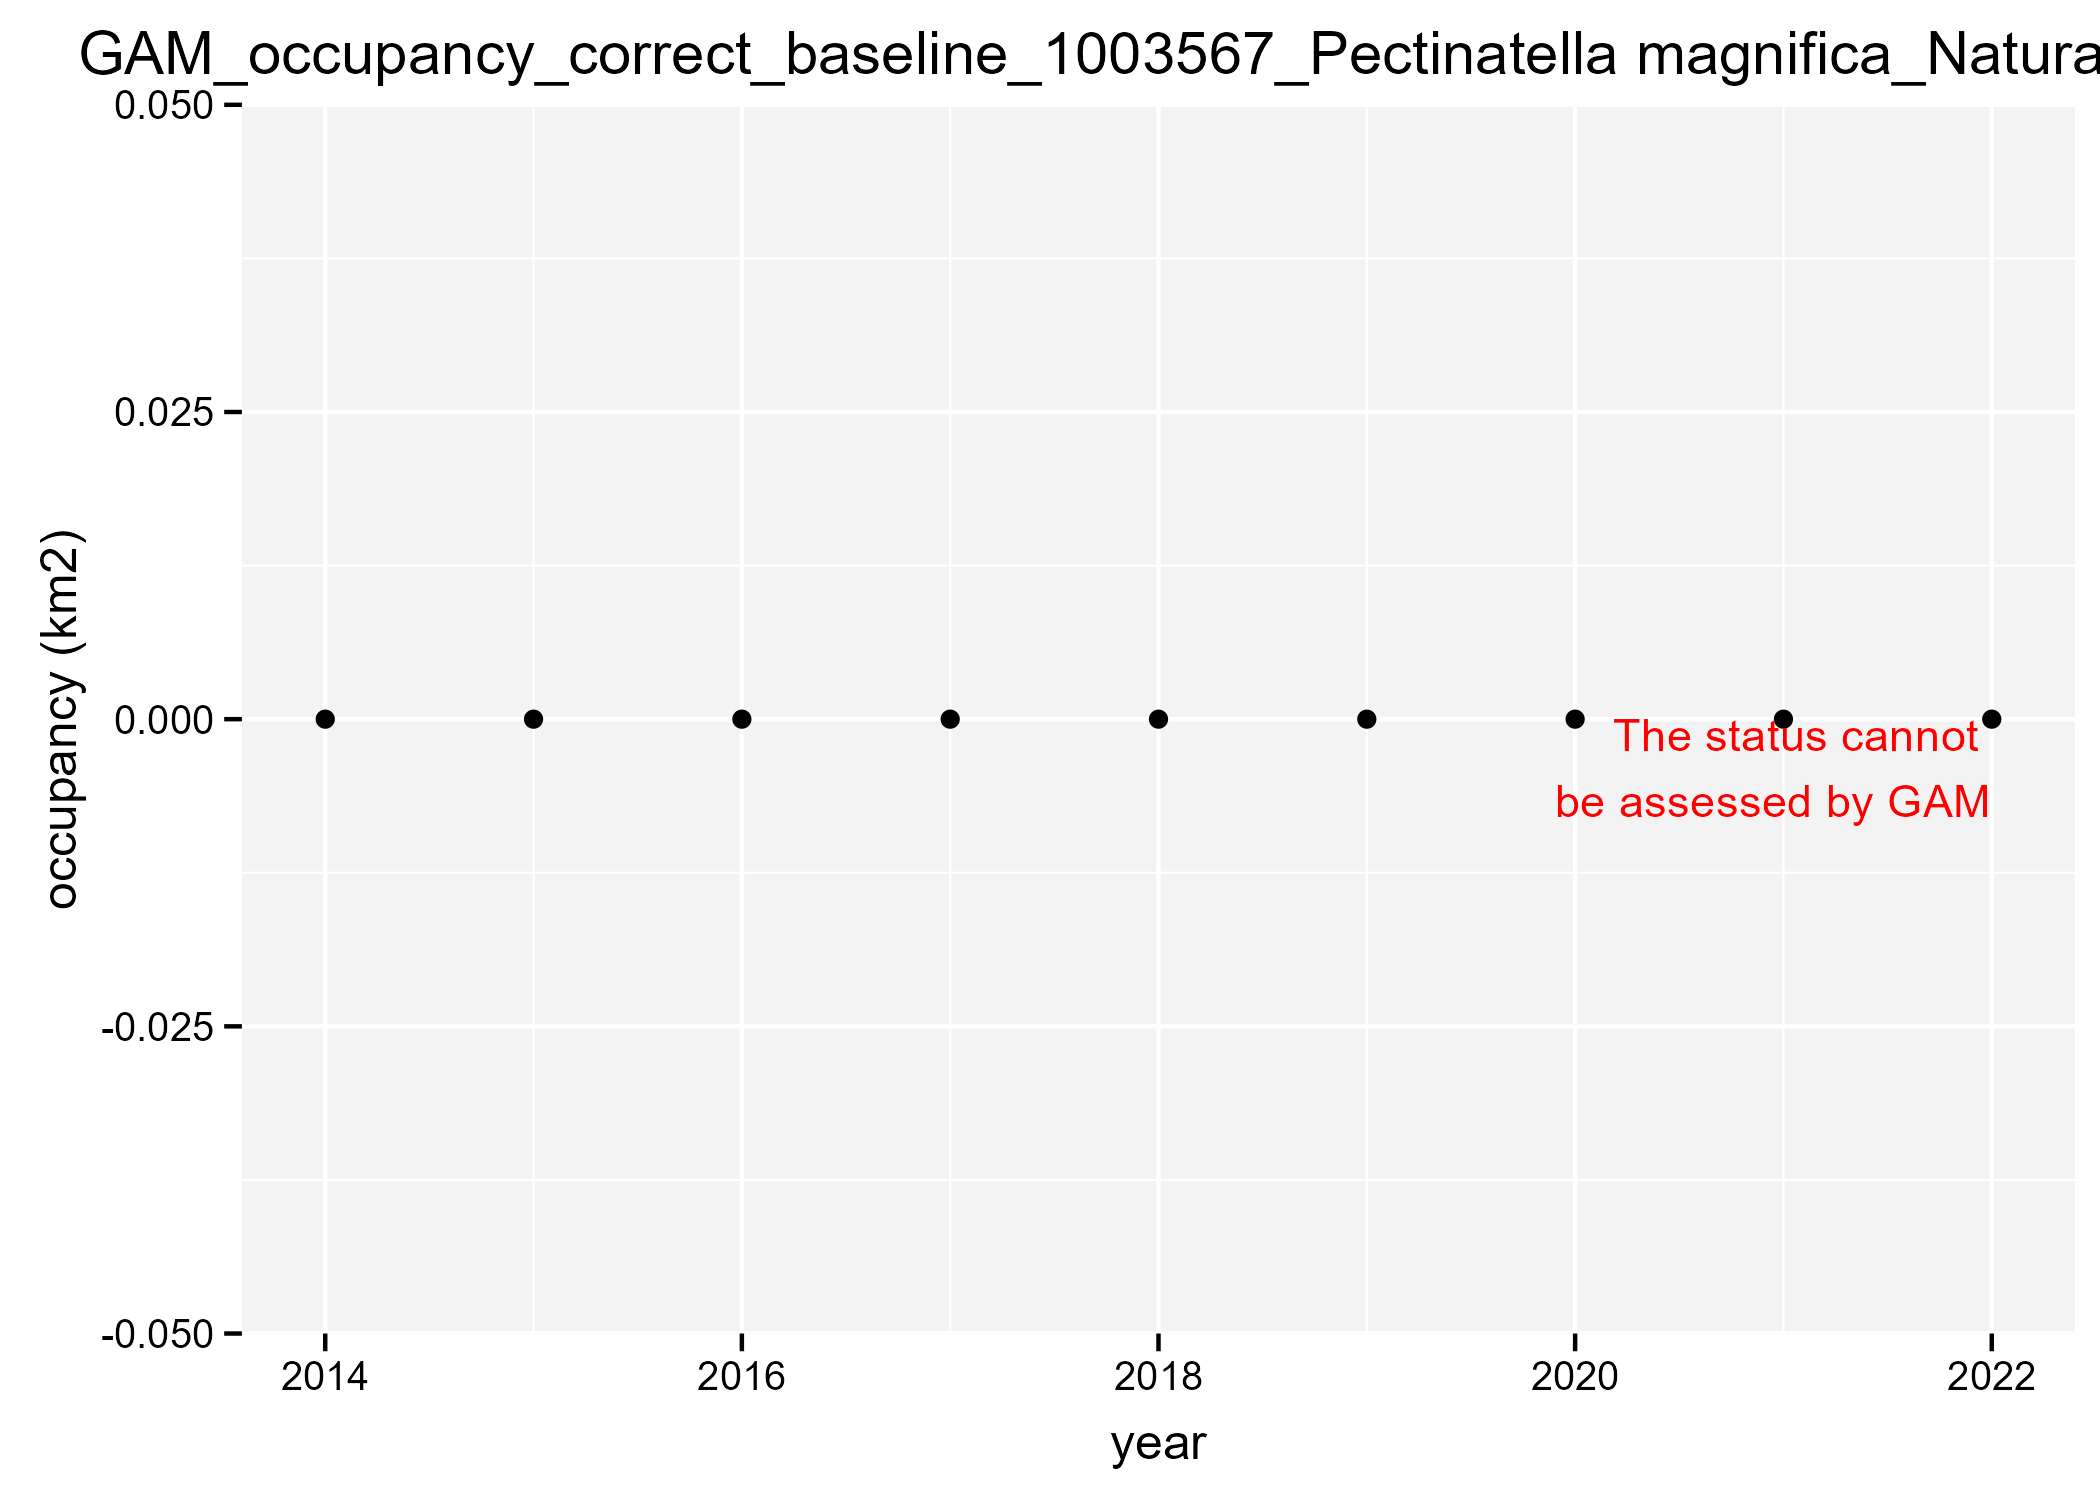 GAM_occupancy_correct_baseline_1003567_Pectinatella magnifica_Natura
0.050
0.025
0.000
-0.025
-0.050
occupancy (km2)
The status cannot
be assessed by GAM
2014 2016 2018 2020 2022
year